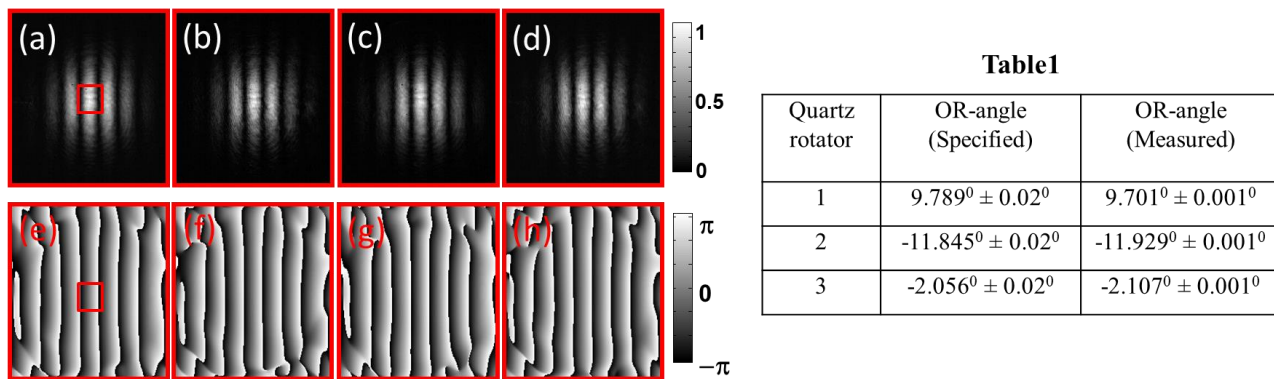 (a) (b) (c) (d)
1
0.5
0
(e) (f) (g) (h)
π
0
−π
Table1
Quartz rotator OR-angle (Specified) OR-angle (Measured)
1 9.789⁰ ± 0.02⁰ 9.701⁰ ± 0.001⁰
2 -11.845⁰ ± 0.02⁰ -11.929⁰ ± 0.001⁰
3 -2.056⁰ ± 0.02⁰ -2.107⁰ ± 0.001⁰